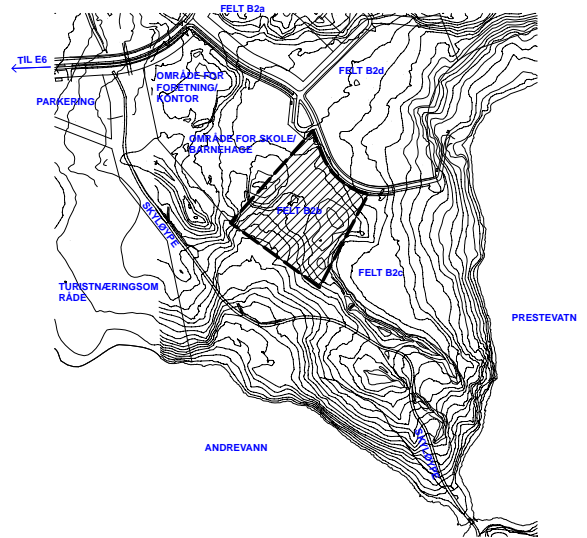 FELT B2a
TIL E6
FELT B2d
OMRÅDE FOR
FORETNING/
KONTOR
PARKERING
OMRÅDE FOR SKOLE/
BARNEHAGE
SKYLØYPE
FELT B2b
FELT B2c
TURISTNÆRINGSOM
RÅDE
PRESTEVATN
ANDREVANN
SKYLØYPE